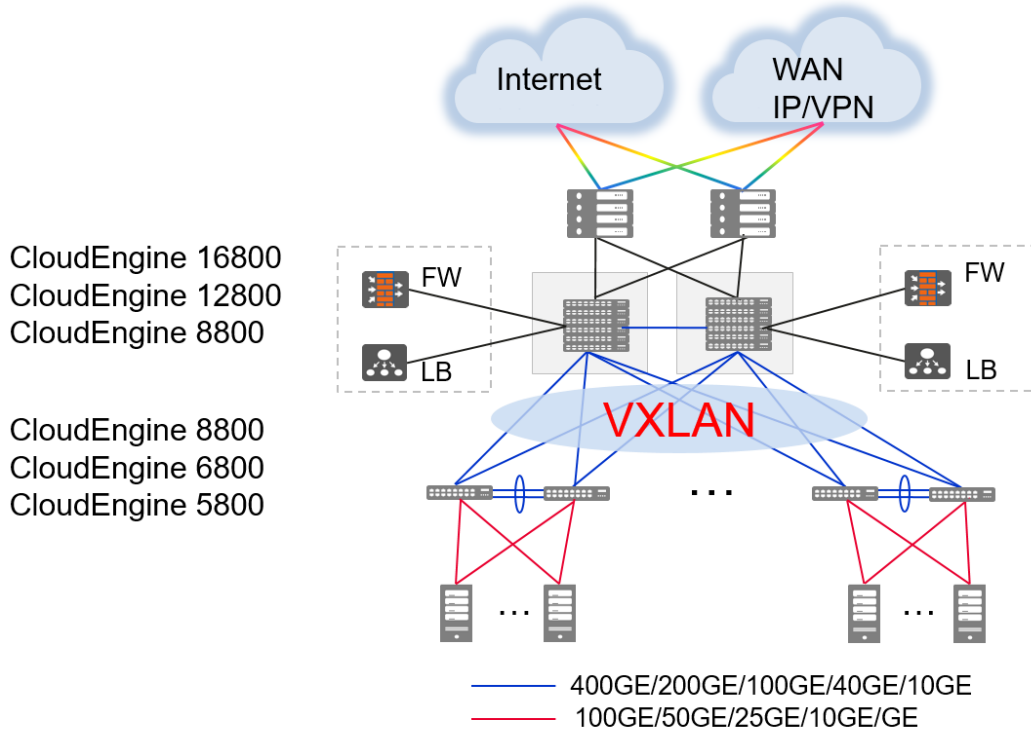 Internet
WAN
IP/VPN
CloudEngine 16800
CloudEngine 12800
CloudEngine 8800
FW
LB
FW
LB
VXLAN
CloudEngine 8800
CloudEngine 6800
CloudEngine 5800
...
...
...
400GE/200GE/100GE/40GE/10GE
100GE/50GE/25GE/10GE/GE